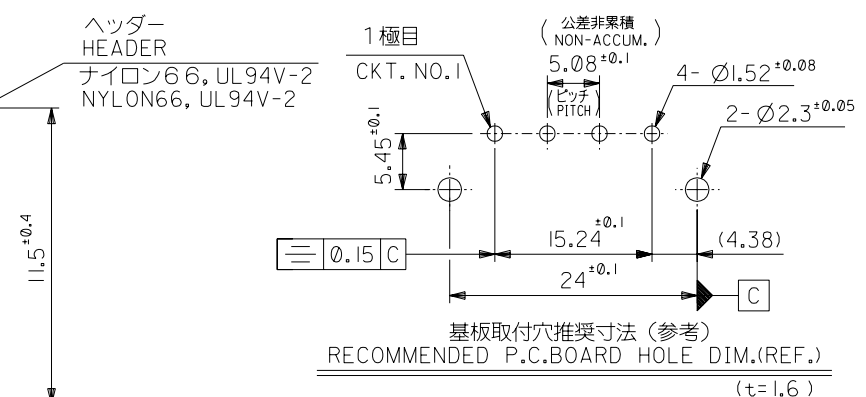 ヘッダー
HEADER
ナイロン66, UL94V-2
NYLON66, UL94V-2
11.5±0.4
1極目
CKT. NO.1
(公差非累積
NON-ACCUM.)
5.08±0.1
(ピッチ
PITCH)
4- Ø1.52±0.08
2- Ø2.3±0.05
5.45±0.1
15.24±0.1
(4.38)
0.15 C
24±0.1
C
基板取付穴推奨寸法 (参考)
RECOMMENDED P.C.BOARD HOLE DIM.(REF.)
(t=1.6)